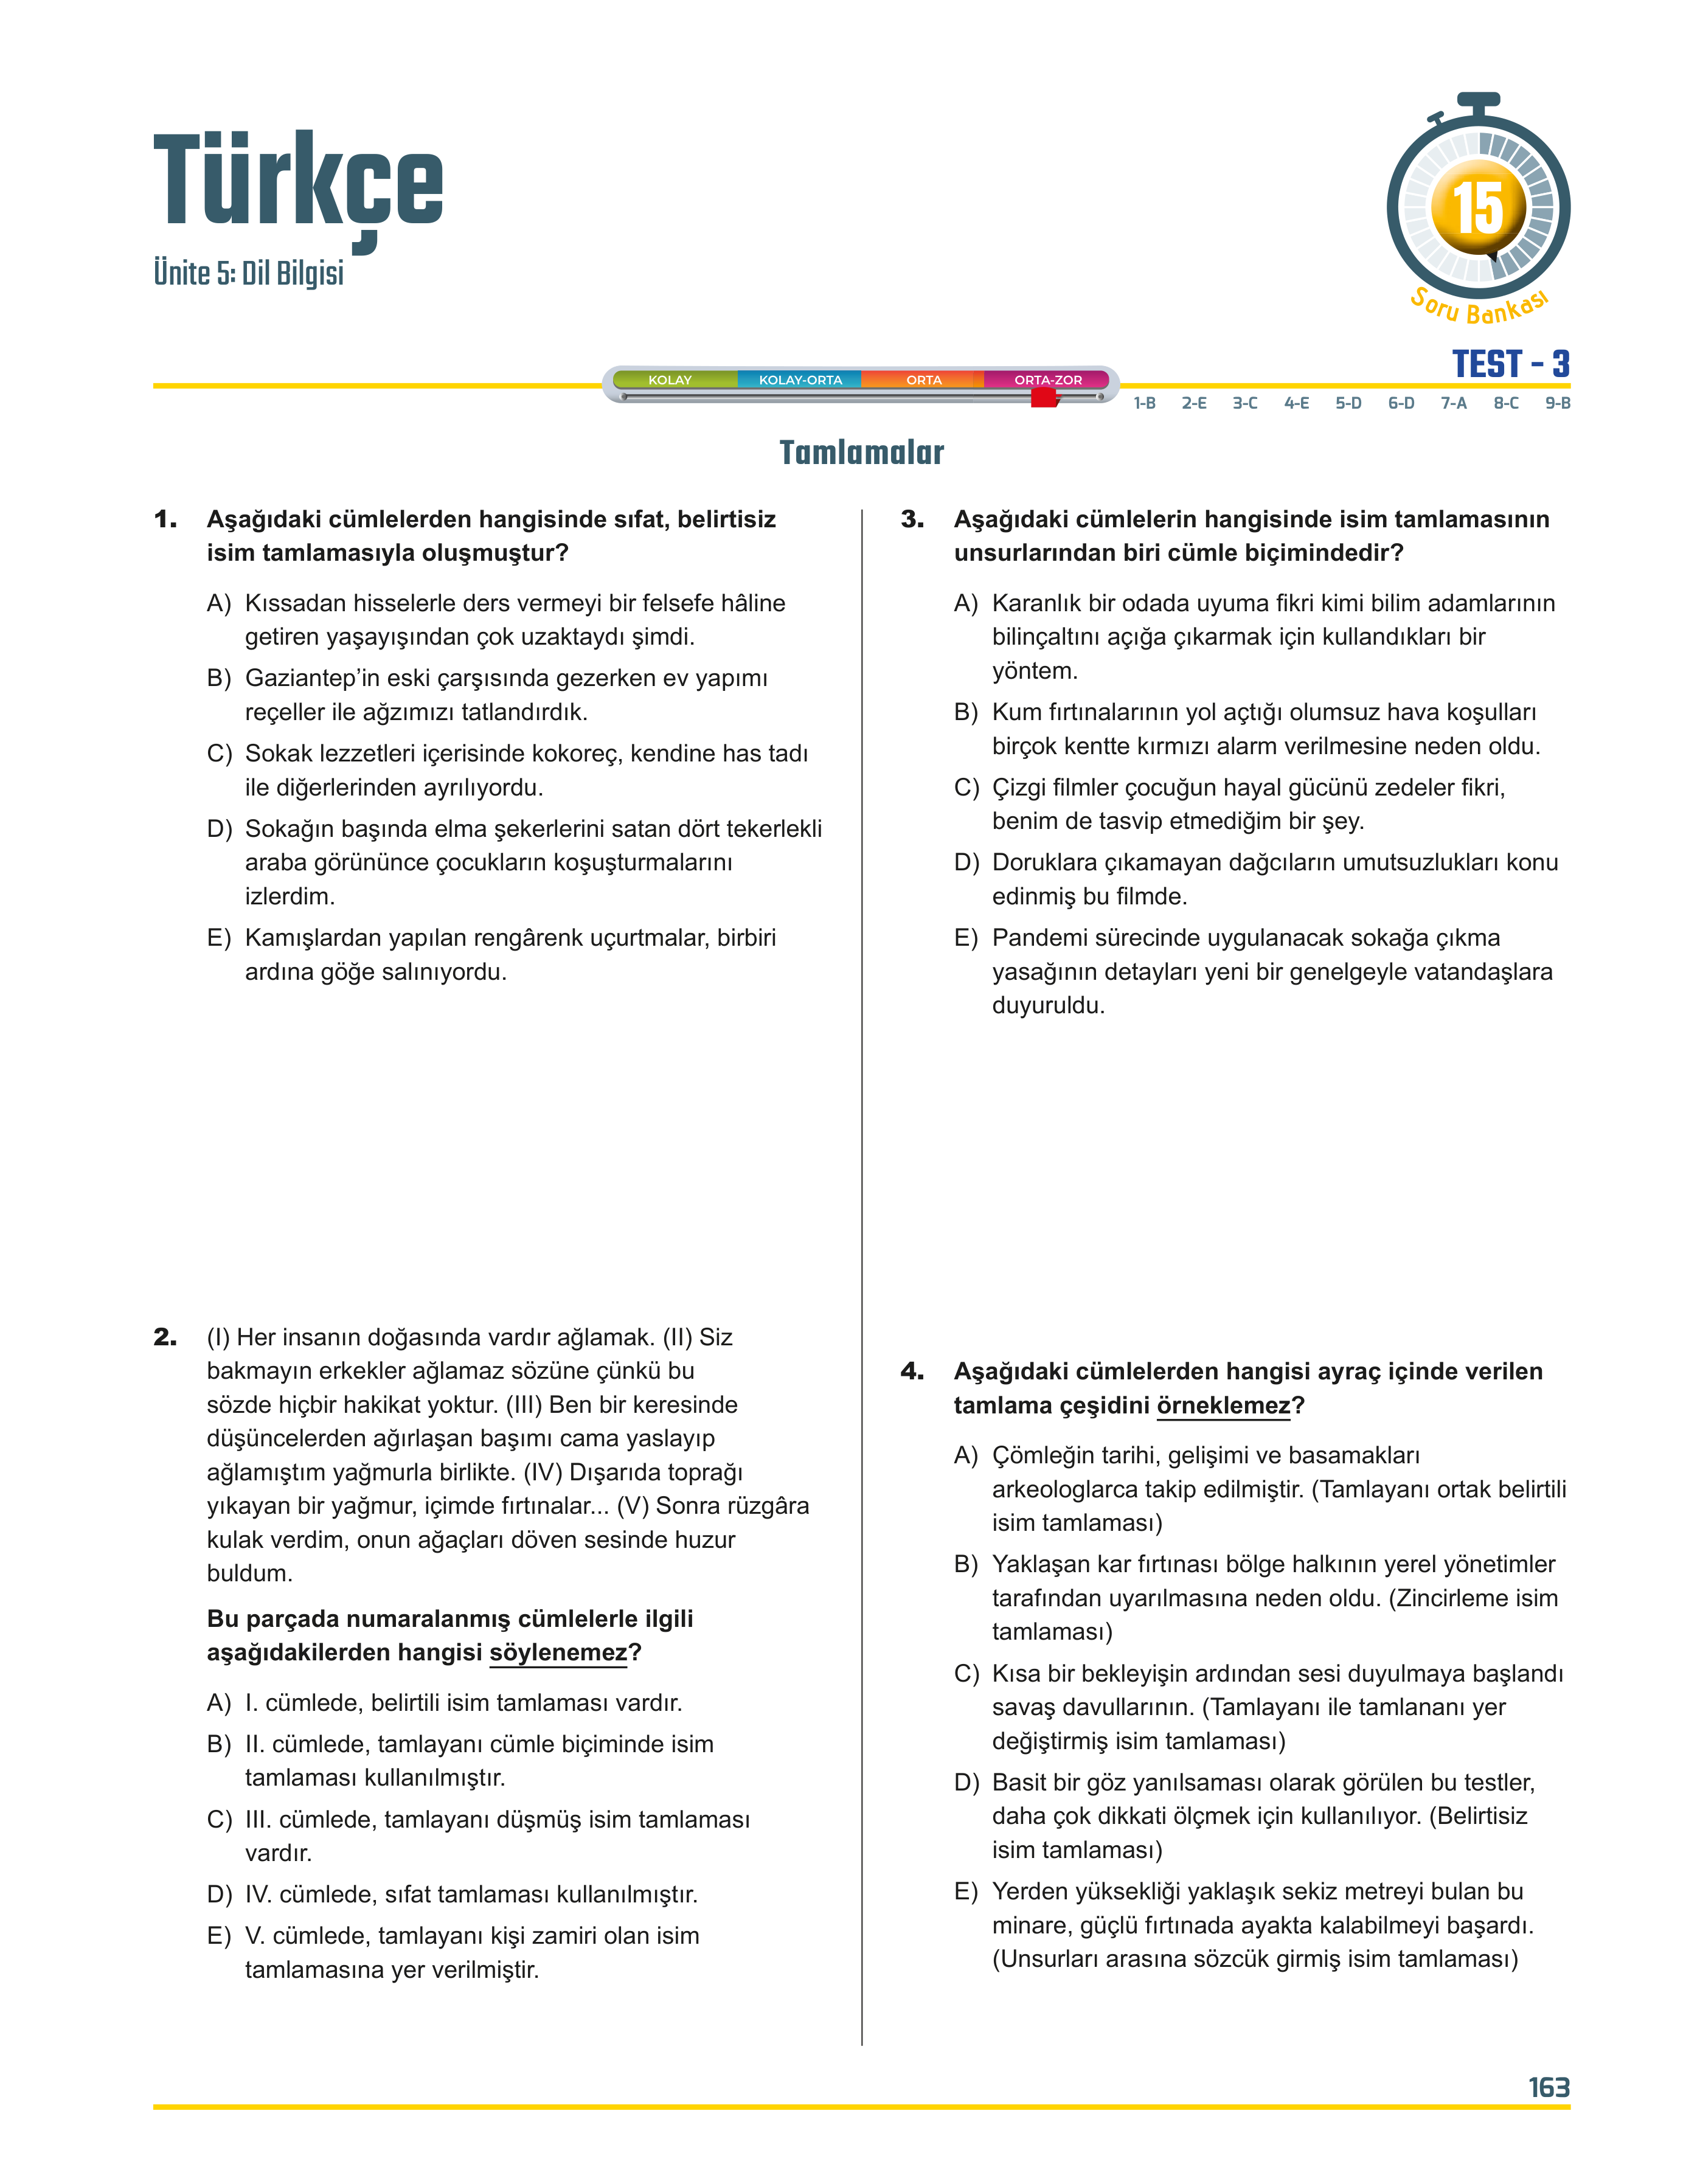 Türkçe
Ünite 5: Dil Bilgisi
15
Soru Bankası
TEST - 3
KOLAY KOLAY-ORTA ORTA ORTA-ZOR
1-B 2-E 3-C 4-E 5-D 6-D 7-A 8-C 9-B
Tamlamalar
1. Aşağıdaki cümlelerden hangisinde sıfat, belirtisiz
isim tamlamasıyla oluşmuştur?
A) Kıssadan hisselerle ders vermeyi bir felsefe hâline
getiren yaşayışından çok uzaktaydı şimdi.
B) Gaziantep’in eski çarşısında gezerken ev yapımı
reçeller ile ağzımızı tatlandırdık.
C) Sokak lezzetleri içerisinde kokoreç, kendine has tadı
ile diğerlerinden ayrılıyordu.
D) Sokağın başında elma şekerlerini satan dört tekerlekli
araba görününce çocukların koşuşturmalarını
izlerdim.
E) Kamışlardan yapılan rengârenk uçurtmalar, birbiri
ardına göğe salınıyordu.
2. (I) Her insanın doğasında vardır ağlamak. (II) Siz
bakmayın erkekler ağlamaz sözüne çünkü bu
sözde hiçbir hakikat yoktur. (III) Ben bir keresinde
düşüncelerden ağırlaşan başımı cama yaslayıp
ağlamıştım yağmurla birlikte. (IV) Dışarıda toprağı
yıkayan bir yağmur, içimde fırtınalar... (V) Sonra rüzgâra
kulak verdim, onun ağaçları döven sesinde huzur
buldum.
Bu parçada numaralanmış cümlelerle ilgili
aşağıdakilerden hangisi söylenemez?
A) I. cümlede, belirtili isim tamlaması vardır.
B) II. cümlede, tamlayanı cümle biçiminde isim
tamlaması kullanılmıştır.
C) III. cümlede, tamlayanı düşmüş isim tamlaması
vardır.
D) IV. cümlede, sıfat tamlaması kullanılmıştır.
E) V. cümlede, tamlayanı kişi zamiri olan isim
tamlamasına yer verilmiştir.
3. Aşağıdaki cümlelerin hangisinde isim tamlamasının
unsurlarından biri cümle biçimindedir?
A) Karanlık bir odada uyuma fikri kimi bilim adamlarının
bilinçaltını açığa çıkarmak için kullandıkları bir
yöntem.
B) Kum fırtınalarının yol açtığı olumsuz hava koşulları
birçok kentte kırmızı alarm verilmesine neden oldu.
C) Çizgi filmler çocuğun hayal gücünü zedeler fikri,
benim de tasvip etmediğim bir şey.
D) Doruklara çıkamayan dağcıların umutsuzlukları konu
edinmiş bu filmde.
E) Pandemi sürecinde uygulanacak sokağa çıkma
yasağının detayları yeni bir genelgeyle vatandaşlara
duyuruldu.
4. Aşağıdaki cümlelerden hangisi ayraç içinde verilen
tamlama çeşidini örneklemez?
A) Çömleğin tarihi, gelişimi ve basamakları
arkeologlarca takip edilmiştir. (Tamlayanı ortak belirtili
isim tamlaması)
B) Yaklaşan kar fırtınası bölge halkının yerel yönetimler
tarafından uyarılmasına neden oldu. (Zincirleme isim
tamlaması)
C) Kısa bir bekleyişin ardından sesi duyulmaya başlandı
savaş davullarının. (Tamlayanı ile tamlananı yer
değiştirmiş isim tamlaması)
D) Basit bir göz yanılsaması olarak görülen bu testler,
daha çok dikkati ölçmek için kullanılıyor. (Belirtisiz
isim tamlaması)
E) Yerden yüksekliği yaklaşık sekiz metreyi bulan bu
minare, güçlü fırtınada ayakta kalabilmeyi başardı.
(Unsurları arasına sözcük girmiş isim tamlaması)
163